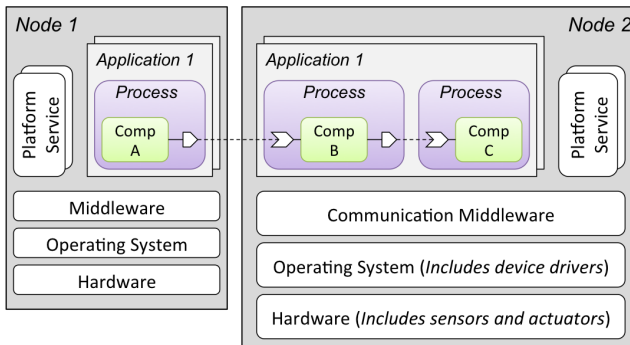 Node 1
Application 1
Platform
Service
Process
Comp
A
Middleware
Operating System
Hardware
Node 2
Application 1
Process
Comp
B
Process
Comp
C
Platform
Service
Communication Middleware
Operating System (Includes device drivers)
Hardware (Includes sensors and actuators)